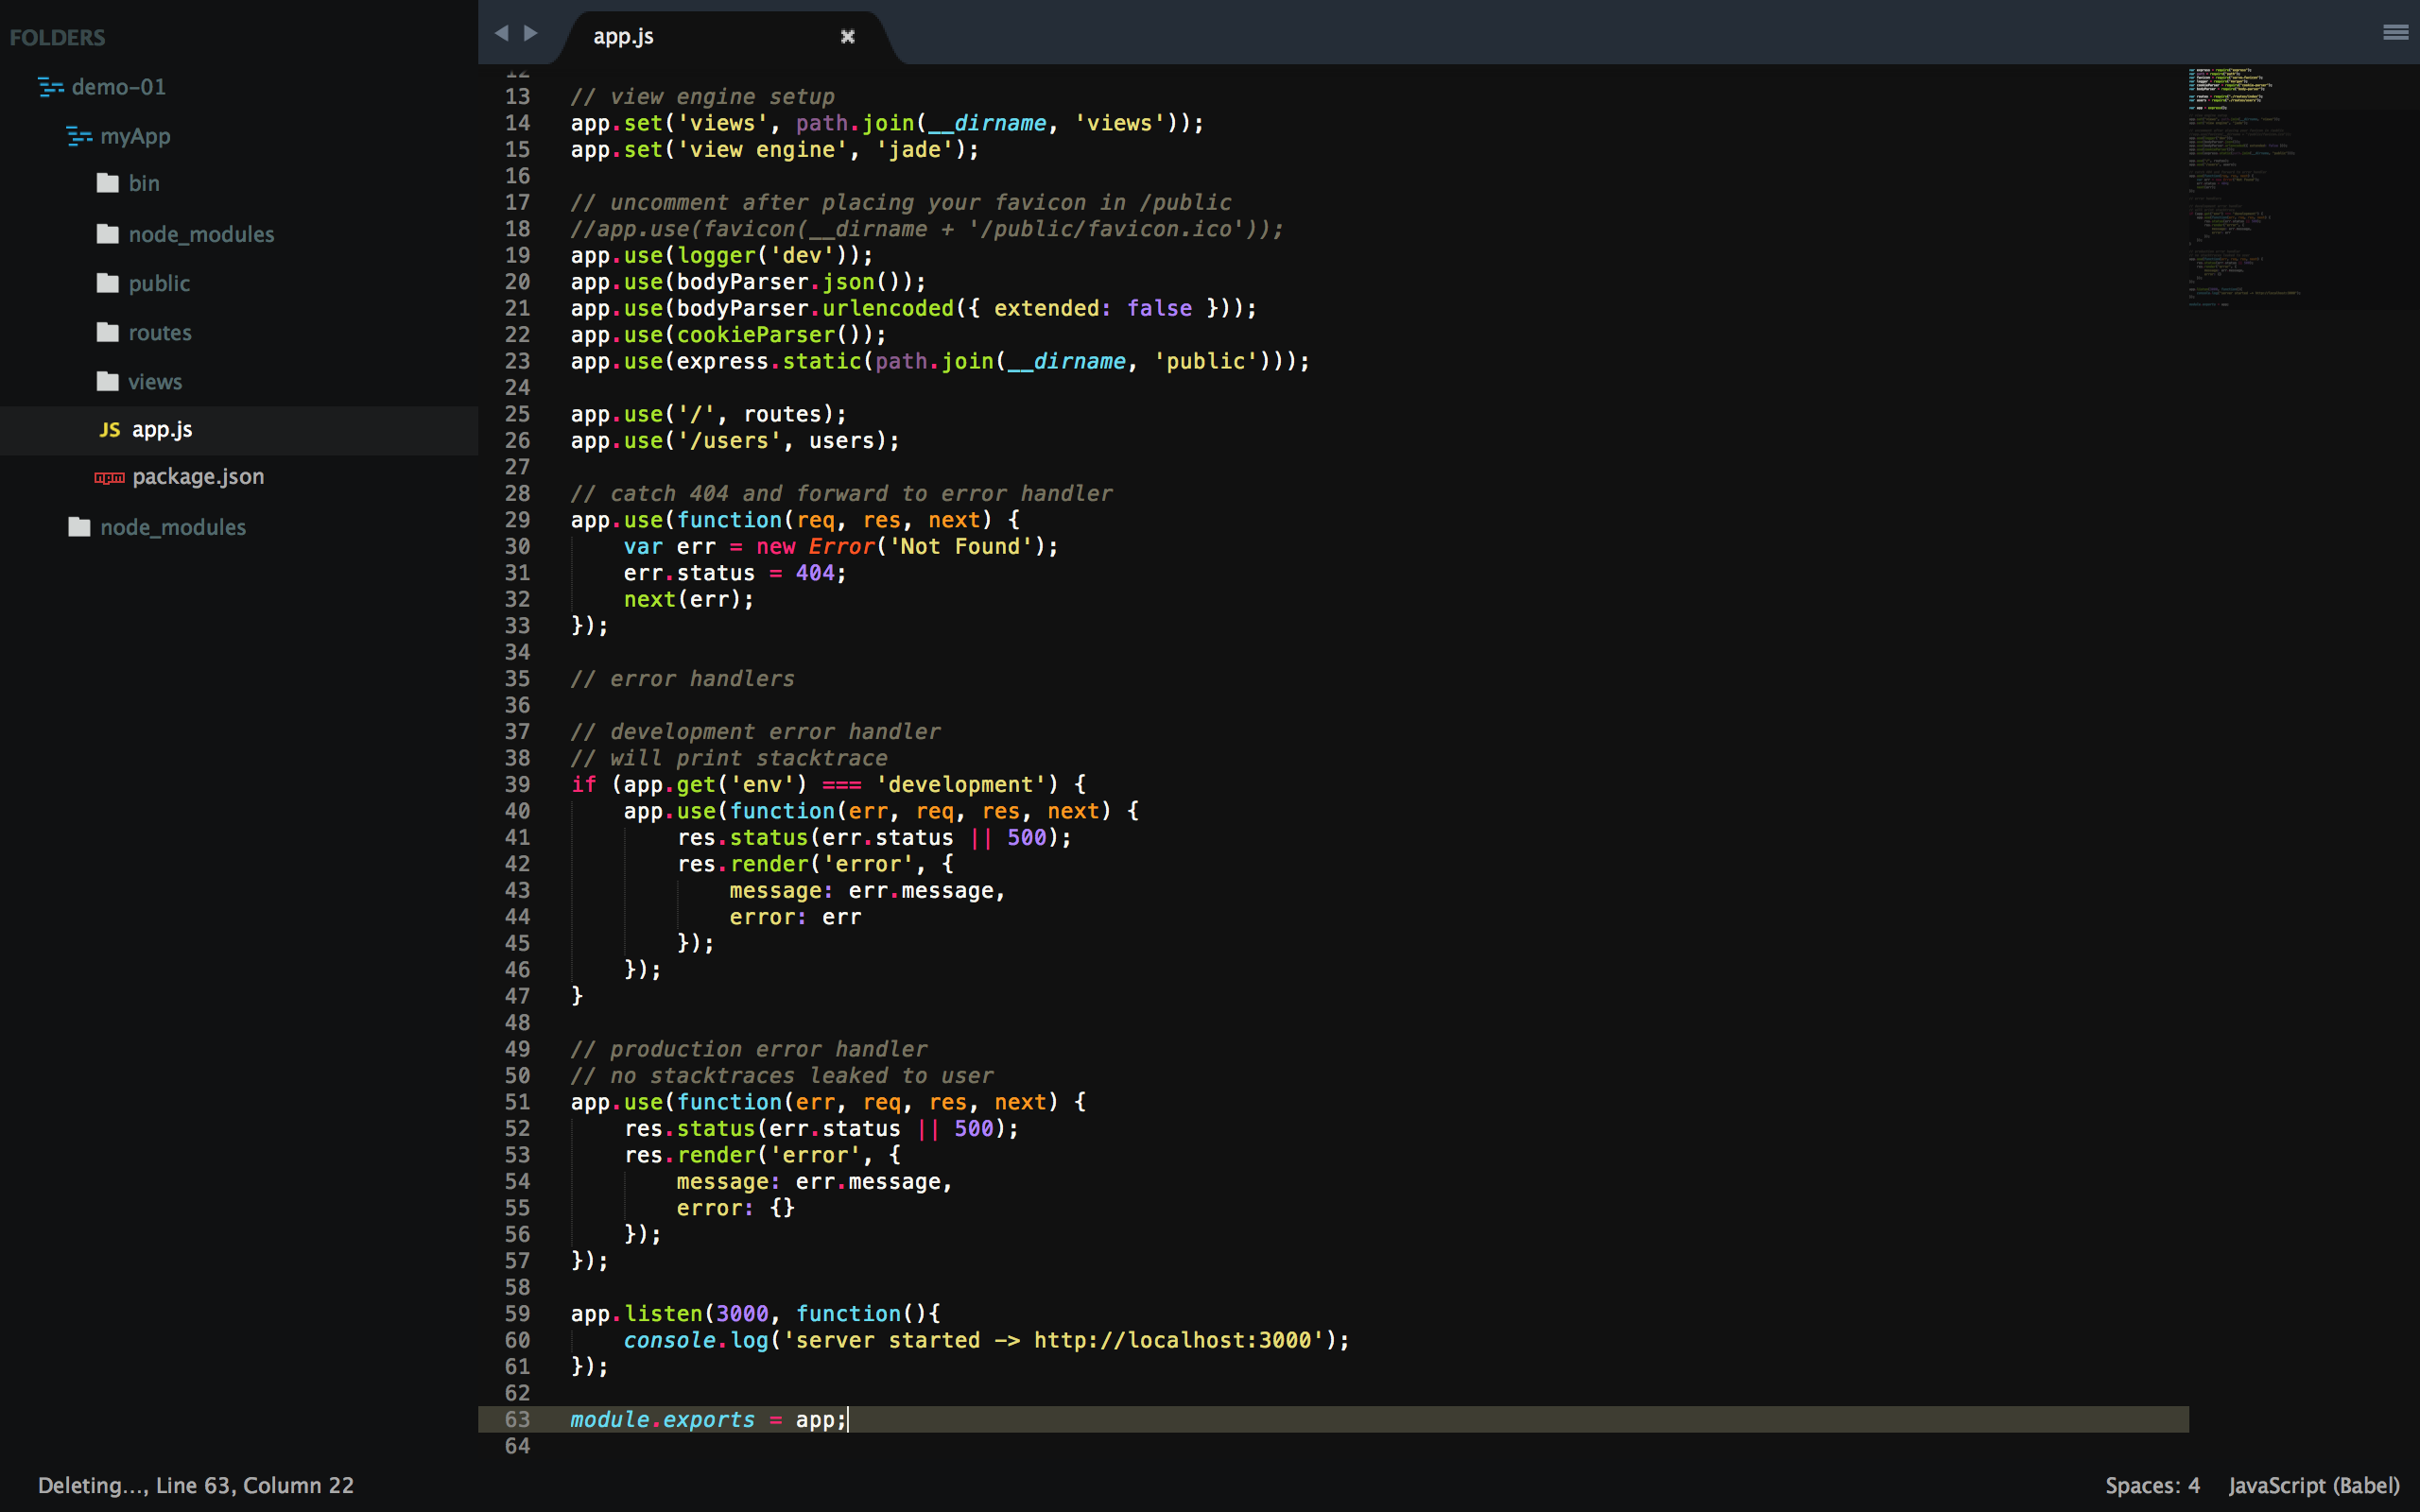 FOLDERS
demo-01
myApp
bin
node_modules
public
routes
views
JS app.js
package.json
node_modules
app.js
12
13 // view engine setup
14 app.set('views', path.join(__dirname, 'views'));
15 app.set('view engine', 'jade');
16
17 // uncomment after placing your favicon in /public
18 //app.use(favicon(__dirname + '/public/favicon.ico'));
19 app.use(logger('dev'));
20 app.use(bodyParser.json());
21 app.use(bodyParser.urlencoded({ extended: false }));
22 app.use(cookieParser());
23 app.use(express.static(path.join(__dirname, 'public')));
24
25 app.use('/', routes);
26 app.use('/users', users);
27
28 // catch 404 and forward to error handler
29 app.use(function(req, res, next) {
30     var err = new Error('Not Found');
31     err.status = 404;
32     next(err);
33 });
34
35 // error handlers
36
37 // development error handler
38 // will print stacktrace
39 if (app.get('env') === 'development') {
40     app.use(function(err, req, res, next) {
41         res.status(err.status || 500);
42         res.render('error', {
43             message: err.message,
44             error: err
45         });
46     });
47 }
48
49 // production error handler
50 // no stacktraces leaked to user
51 app.use(function(err, req, res, next) {
52     res.status(err.status || 500);
53     res.render('error', {
54         message: err.message,
55         error: {}
56     });
57 });
58
59 app.listen(3000, function(){
60     console.log('server started -> http://localhost:3000');
61 });
62
63 module.exports = app;
64
Deleting..., Line 63, Column 22
Spaces: 4
JavaScript (Babel)